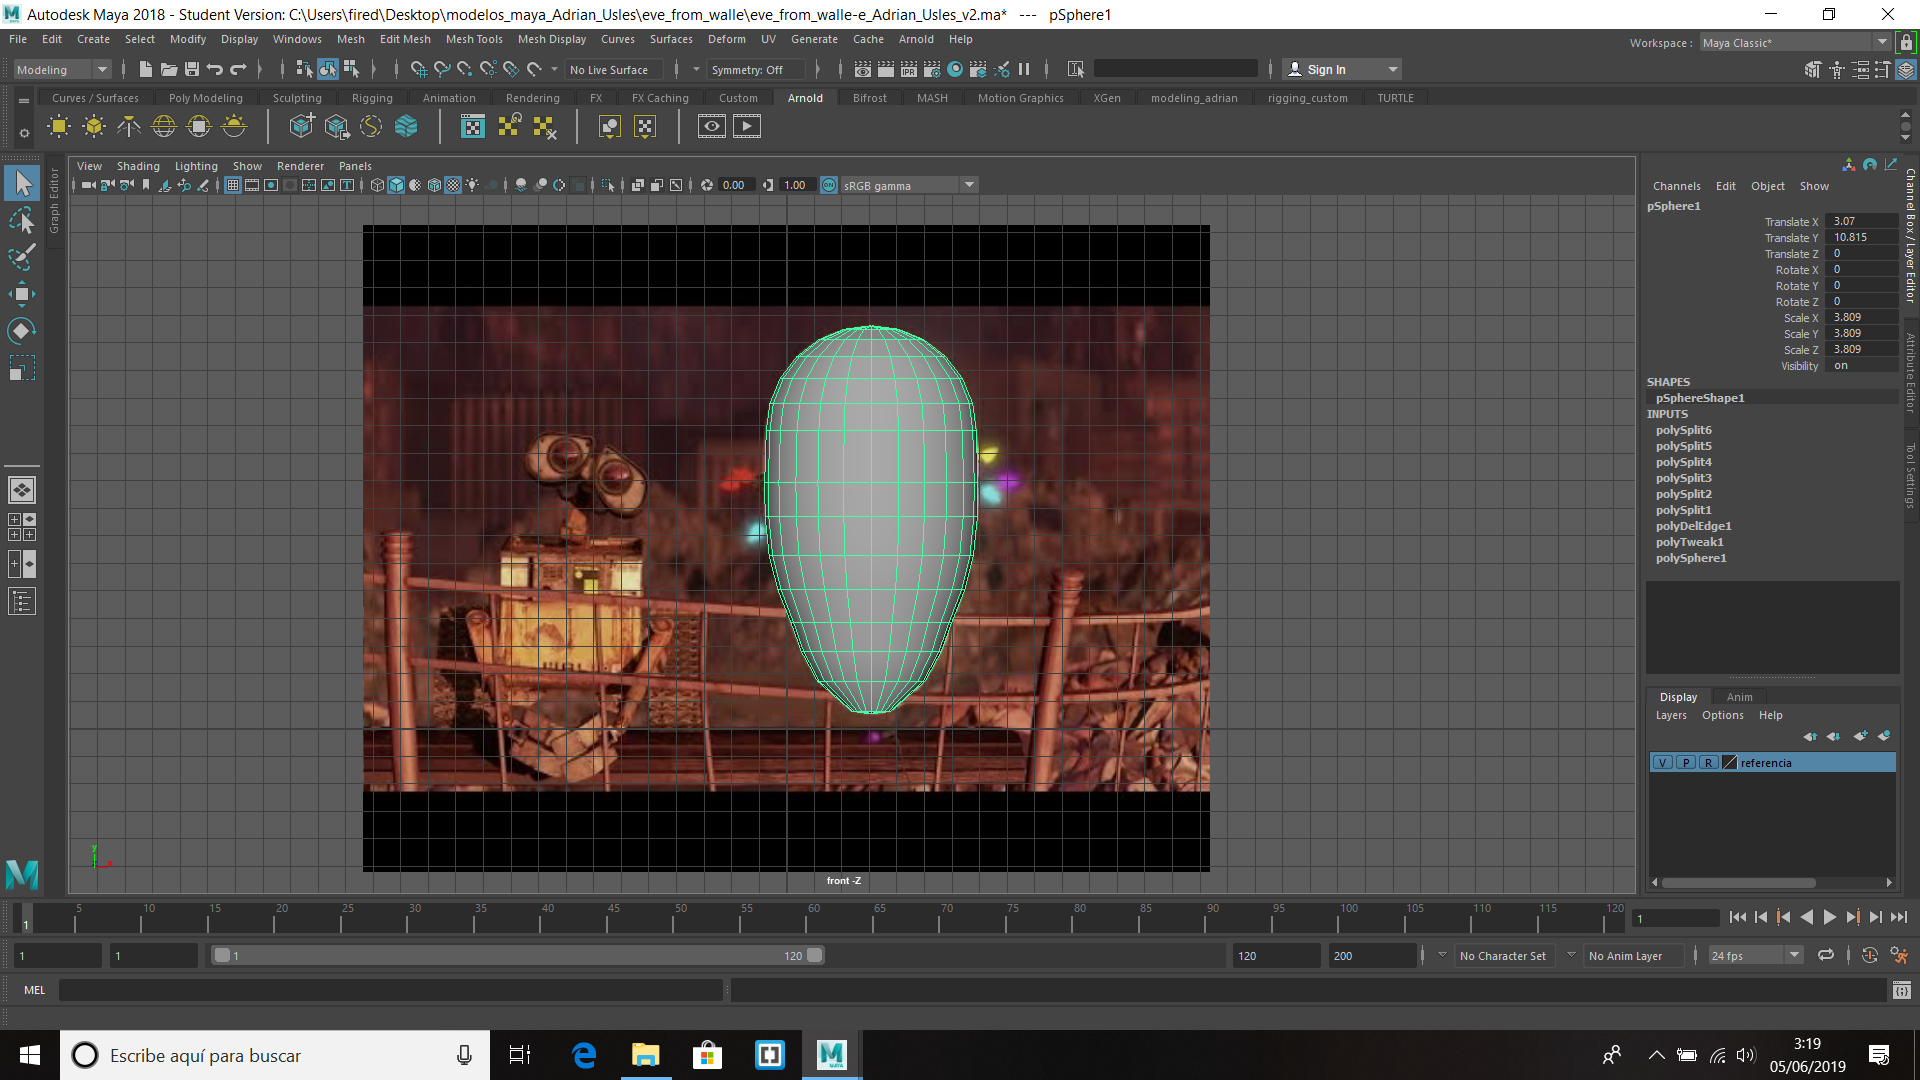 Autodesk Maya 2018 - Student Version: C:\Users\fired\Desktop\modelos_maya_Adrian_Usles\eve_from_walle\eve_from_walle-e_Adrian_Usles_v2.ma* --- pSphere1
File Edit Create Select Modify Display Windows Mesh Edit Mesh Mesh Tools Mesh Display Curves Surfaces Deform UV Generate Cache Arnold Help
Workspace : Maya Classic*
Modeling No Live Surface Symmetry: Off IPR Sign In
Curves / Surfaces Poly Modeling Sculpting Rigging Animation Rendering FX FX Caching Custom Arnold Bifrost MASH Motion Graphics XGen modeling_adrian rigging_custom TURTLE
View Shading Lighting Show Renderer Panels
0.00 1.00 ON sRGB gamma
Graph Editor
front -Z
y
Channels Edit Object Show
pSphere1
Translate X 3.07
Translate Y 10.815
Translate Z 0
Rotate X 0
Rotate Y 0
Rotate Z 0
Scale X 3.809
Scale Y 3.809
Scale Z 3.809
Visibility on
SHAPES
pSphereShape1
INPUTS
polySplit6
polySplit5
polySplit4
polySplit3
polySplit2
polySplit1
polyDelEdge1
polyTweak1
polySphere1
Channel Box / Layer Editor
Attribute Editor
Tool Settings
Display Anim
Layers Options Help
V P R referencia
5 10 15 20 25 30 35 40 45 50 55 60 65 70 75 80 85 90 95 100 105 110 115 120
1 1
1 1 1 120 120 200 No Character Set No Anim Layer 24 fps
MEL
Escribe aquí para buscar
MAYA
3:19
05/06/2019